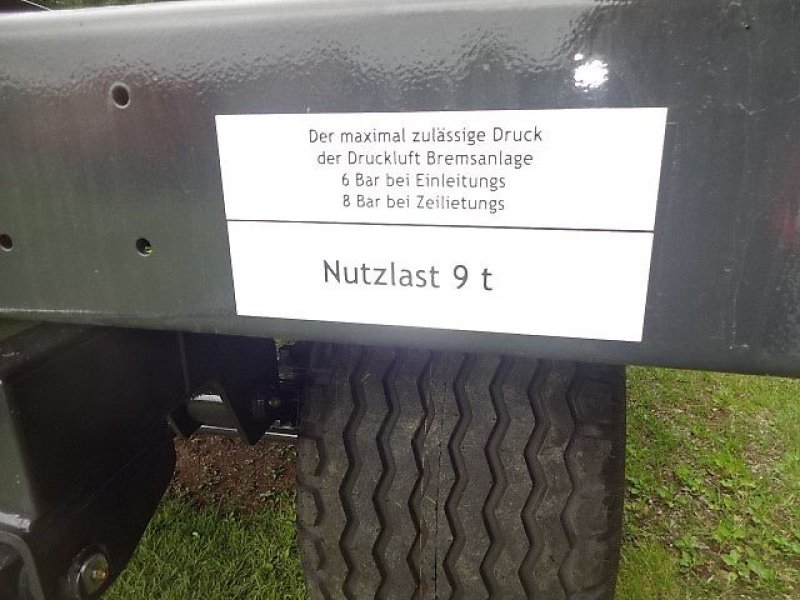 Der maximal zulässige Druck
der Druckluft Bremsanlage
6 Bar bei Einleitungs
8 Bar bei Zeilietungs
Nutzlast 9 t